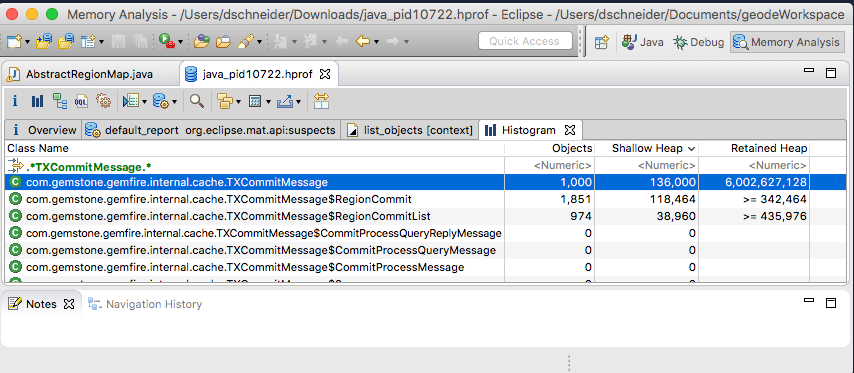 Memory Analysis - /Users/dschneider/Downloads/java_pid10722.hprof - Eclipse - /Users/dschneider/Documents/geodeWorkspace
Quick Access Java Debug Memory Analysis
AbstractRegionMap.java java_pid10722.hprof
OQL
i Overview default_report org.eclipse.mat.api:suspects list_objects [context] Histogram
Class Name Objects Shallow Heap Retained Heap
.*TXCommitMessage.* <Numeric> <Numeric> <Numeric>
com.gemstone.gemfire.internal.cache.TXCommitMessage 1,000 136,000 6,002,627,128
com.gemstone.gemfire.internal.cache.TXCommitMessage$RegionCommit 1,851 118,464 >= 342,464
com.gemstone.gemfire.internal.cache.TXCommitMessage$RegionCommitList 974 38,960 >= 435,976
com.gemstone.gemfire.internal.cache.TXCommitMessage$CommitProcessQueryReplyMessage 0 0
com.gemstone.gemfire.internal.cache.TXCommitMessage$CommitProcessQueryMessage 0 0
com.gemstone.gemfire.internal.cache.TXCommitMessage$CommitProcessMessage 0 0
Notes Navigation History